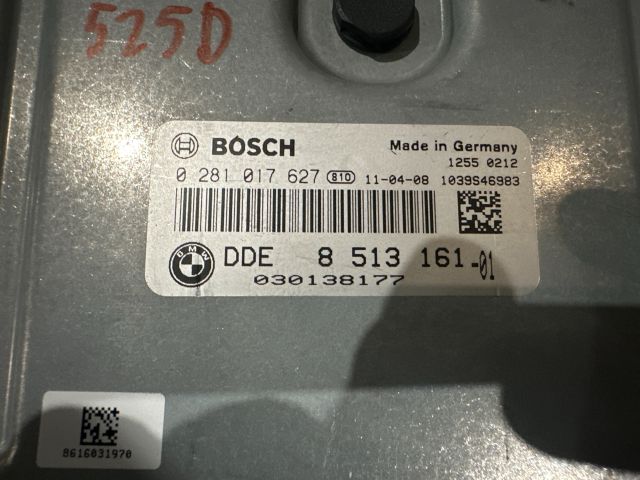 525D
BOSCH
Made in Germany
1255 0212
0 281 017 627 810 11-04-08 1039S46983
BMW
DDE 8 513 161-01
030138177
8616031970